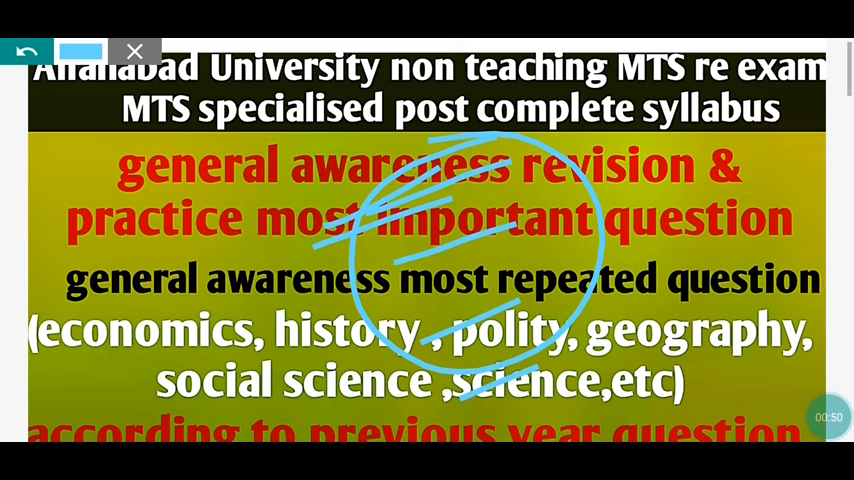 Allahabad University non teaching MTS re exam
MTS specialised post complete syllabus
general awareness revision &
practice most important question
general awareness most repeated question
(economics, history , polity, geography,
social science ,science,etc)
according to previous year question
00:50